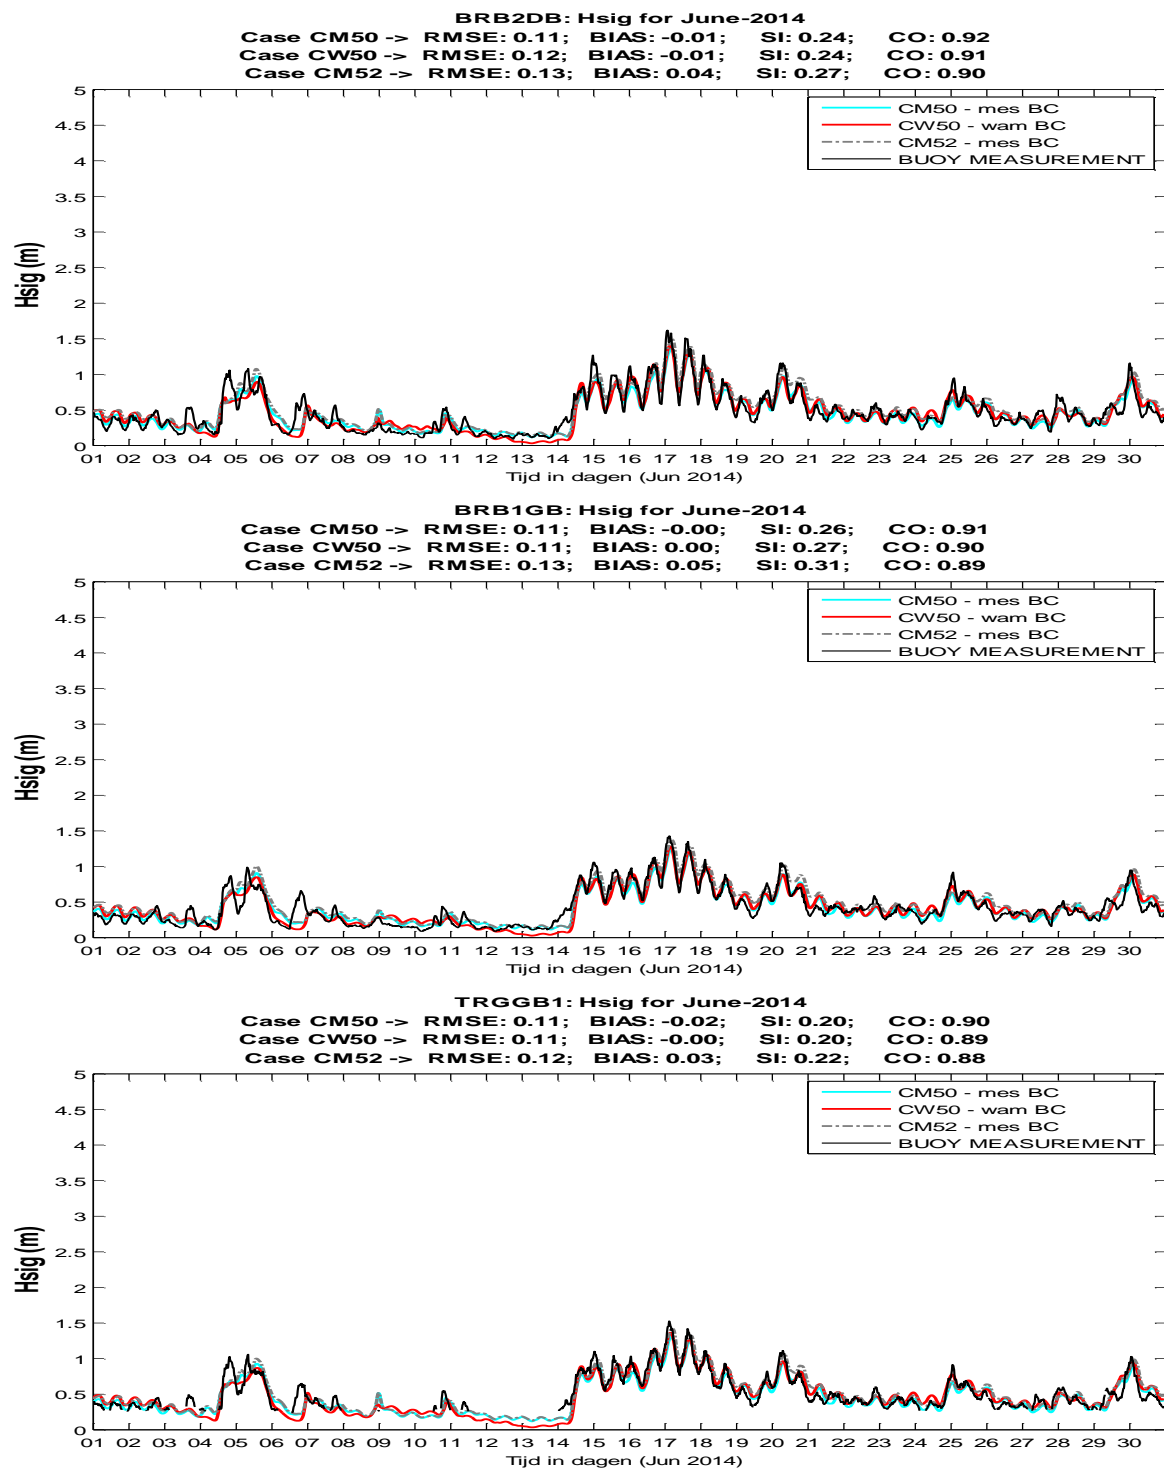 BRB2DB: Hsig for June-2014
Case CM50 -> RMSE: 0.11; BIAS: -0.01; SI: 0.24; CO: 0.92
Case CW50 -> RMSE: 0.12; BIAS: -0.01; SI: 0.24; CO: 0.91
Case CM52 -> RMSE: 0.13; BIAS: 0.04; SI: 0.27; CO: 0.90
CM50 - mes BC
CW50 - wam BC
CM52 - mes BC
BUOY MEASUREMENT
Hsig (m)
5
4.5
4
3.5
3
2.5
2
1.5
1
0.5
0
01 02 03 04 05 06 07 08 09 10 11 12 13 14 15 16 17 18 19 20 21 22 23 24 25 26 27 28 29 30
Tijd in dagen (Jun 2014)
BRB1GB: Hsig for June-2014
Case CM50 -> RMSE: 0.11; BIAS: -0.00; SI: 0.26; CO: 0.91
Case CW50 -> RMSE: 0.11; BIAS: 0.00; SI: 0.27; CO: 0.90
Case CM52 -> RMSE: 0.13; BIAS: 0.05; SI: 0.31; CO: 0.89
CM50 - mes BC
CW50 - wam BC
CM52 - mes BC
BUOY MEASUREMENT
Hsig (m)
5
4.5
4
3.5
3
2.5
2
1.5
1
0.5
0
01 02 03 04 05 06 07 08 09 10 11 12 13 14 15 16 17 18 19 20 21 22 23 24 25 26 27 28 29 30
Tijd in dagen (Jun 2014)
TRGGB1: Hsig for June-2014
Case CM50 -> RMSE: 0.11; BIAS: -0.02; SI: 0.20; CO: 0.90
Case CW50 -> RMSE: 0.11; BIAS: -0.00; SI: 0.20; CO: 0.89
Case CM52 -> RMSE: 0.12; BIAS: 0.03; SI: 0.22; CO: 0.88
CM50 - mes BC
CW50 - wam BC
CM52 - mes BC
BUOY MEASUREMENT
Hsig (m)
5
4.5
4
3.5
3
2.5
2
1.5
1
0.5
0
01 02 03 04 05 06 07 08 09 10 11 12 13 14 15 16 17 18 19 20 21 22 23 24 25 26 27 28 29 30
Tijd in dagen (Jun 2014)